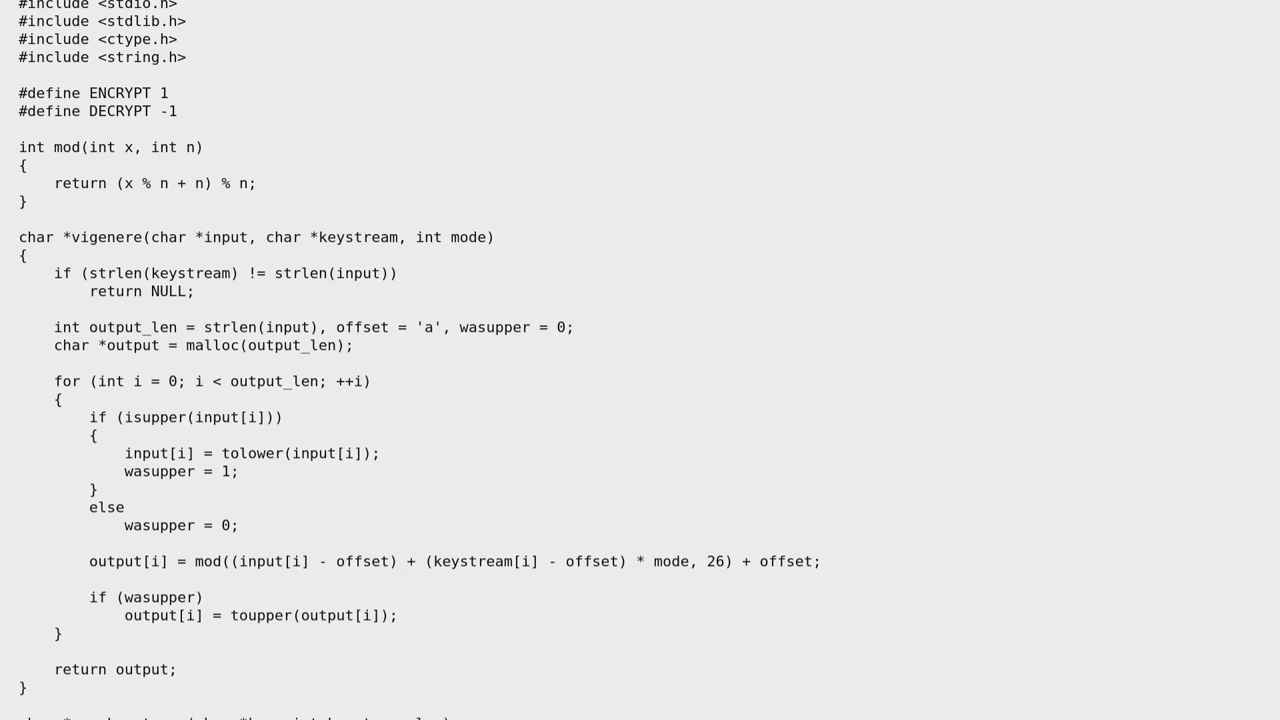 #include <stdio.h>
#include <stdlib.h>
#include <ctype.h>
#include <string.h>

#define ENCRYPT 1
#define DECRYPT -1

int mod(int x, int n)
{
    return (x % n + n) % n;
}

char *vigenere(char *input, char *keystream, int mode)
{
    if (strlen(keystream) != strlen(input))
        return NULL;

    int output_len = strlen(input), offset = 'a', wasupper = 0;
    char *output = malloc(output_len);

    for (int i = 0; i < output_len; ++i)
    {
        if (isupper(input[i]))
        {
            input[i] = tolower(input[i]);
            wasupper = 1;
        }
        else
            wasupper = 0;

        output[i] = mod((input[i] - offset) + (keystream[i] - offset) * mode, 26) + offset;

        if (wasupper)
            output[i] = toupper(output[i]);
    }

    return output;
}